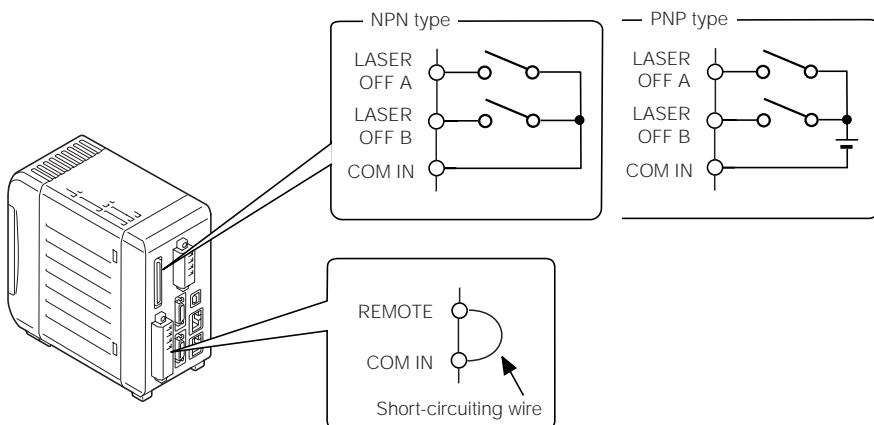 NPN type
LASER
OFF A
LASER
OFF B
COM IN
PNP type
LASER
OFF A
LASER
OFF B
COM IN
REMOTE
COM IN
Short-circuiting wire